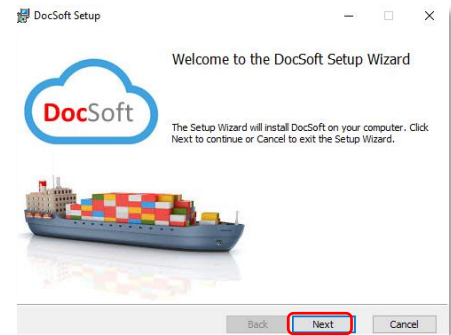 DocSoft Setup
Welcome to the DocSoft Setup Wizard
DocSoft
The Setup Wizard will install DocSoft on your computer. Click
Next to continue or Cancel to exit the Setup Wizard.
Back Next Cancel